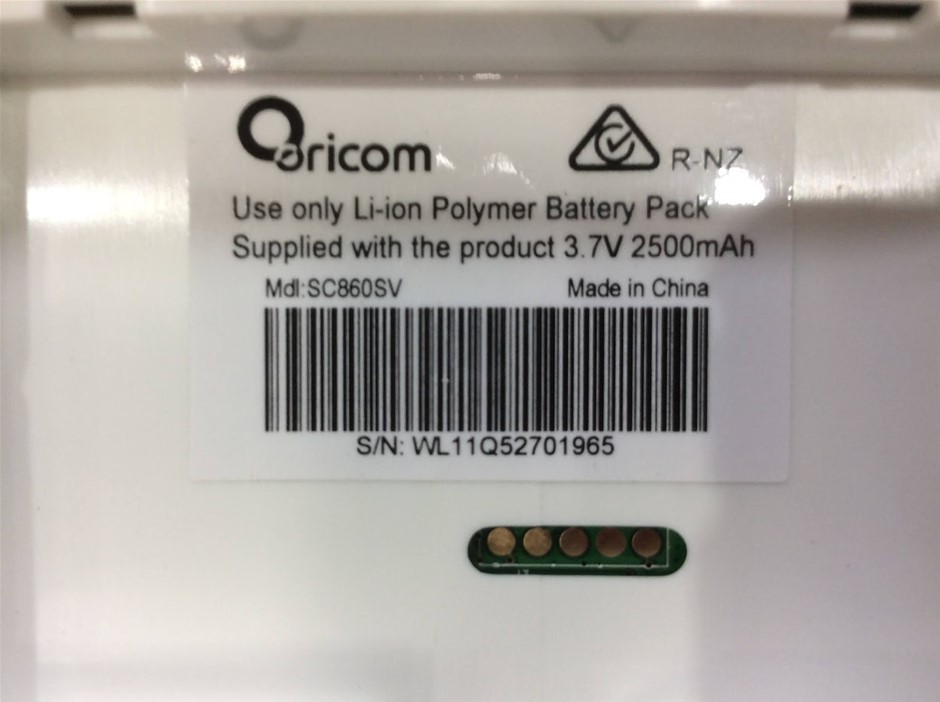 Oricom
R-NZ
Use only Li-ion Polymer Battery Pack
Supplied with the product 3.7V 2500mAh
Mdl:SC860SV Made in China
S/N: WL11Q52701965